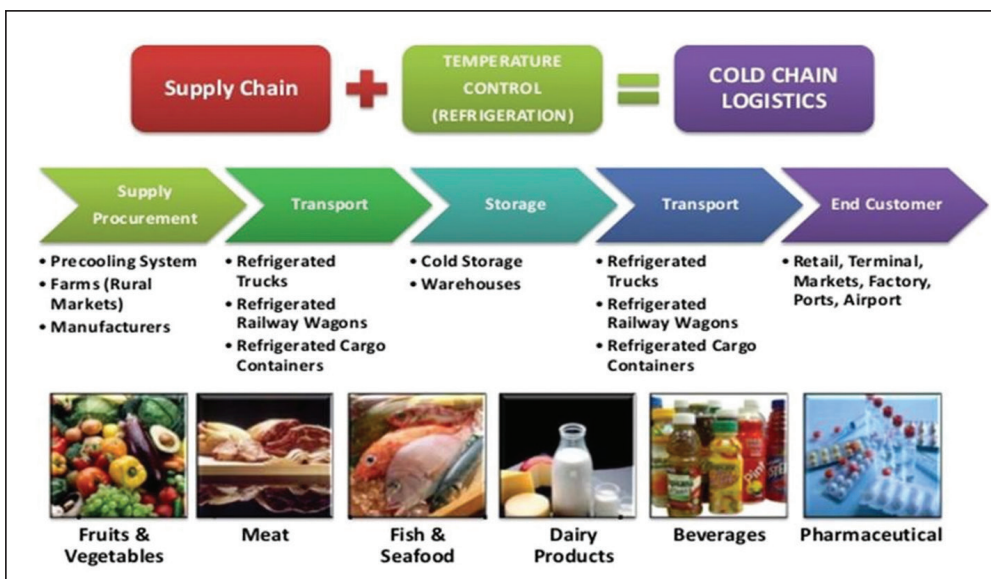 Supply Chain
TEMPERATURE
CONTROL
(REFRIGERATION)
COLD CHAIN
LOGISTICS
Supply
Procurement
Transport
Storage
Transport
End Customer
• Precooling System
• Farms (Rural
Markets)
• Manufacturers
• Refrigerated
Trucks
• Refrigerated
Railway Wagons
• Refrigerated Cargo
Containers
• Cold Storage
• Warehouses
• Refrigerated
Trucks
• Refrigerated
Railway Wagons
• Refrigerated Cargo
Containers
• Retail, Terminal,
Markets, Factory,
Ports, Airport
Fruits &
Vegetables
Meat
Fish &
Seafood
Dairy
Products
Beverages
Pharmaceutical